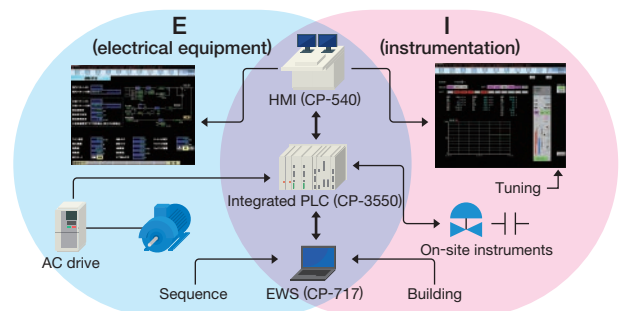 E
(electrical equipment)
I
(instrumentation)
HMI (CP-540)
Tuning
Integrated PLC (CP-3550)
AC drive
On-site instruments
Sequence
EWS (CP-717)
Building